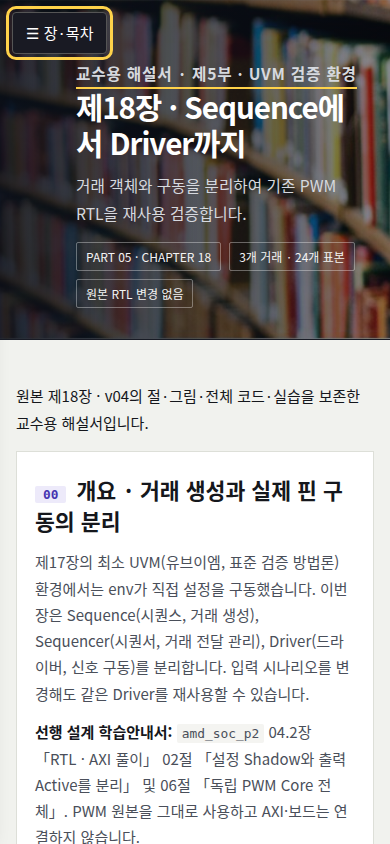 ☰ 장·목차
교수용 해설서 · 제5부 · UVM 검증 환경
제18장 · Sequence에
서 Driver까지
거래 객체와 구동을 분리하여 기존 PWM
RTL을 재사용 검증합니다.
PART 05 · CHAPTER 18
3개 거래 · 24개 표본
원본 RTL 변경 없음
원본 제18장 · v04의 절·그림·전체 코드·실습을 보존한
교수용 해설서입니다.
00 개요 · 거래 생성과 실제 핀 구
동의 분리
제17장의 최소 UVM(유브이엠, 표준 검증 방법론)
환경에서는 env가 직접 설정을 구동했습니다. 이번
장은 Sequence(시퀀스, 거래 생성),
Sequencer(시퀀서, 거래 전달 관리), Driver(드라
이버, 신호 구동)를 분리합니다. 입력 시나리오를 변
경해도 같은 Driver를 재사용할 수 있습니다.
선행 설계 학습안내서: amd_soc_p2 04.2장
「RTL · AXI 풀이」 02절 「설정 Shadow와 출력
Active를 분리」 및 06절 「독립 PWM Core 전
체」. PWM 원본을 그대로 사용하고 AXI·보드는 연
결하지 않습니다.